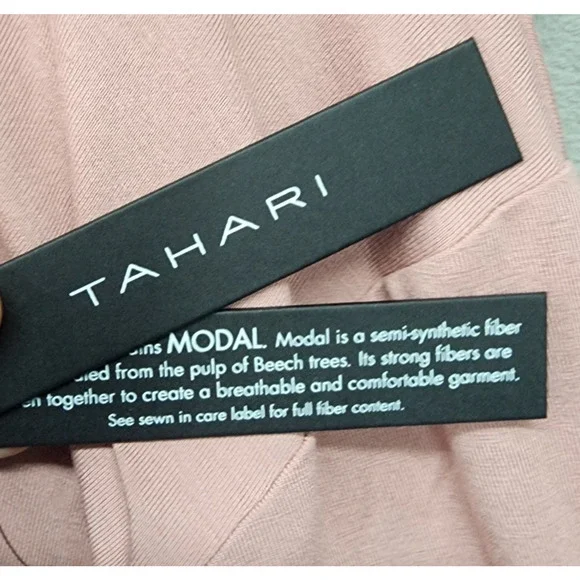 TAHARI
MODAL. Modal is a semi-synthetic fiber
from the pulp of Beech trees. Its strong fibers are
together to create a breathable and comfortable garment.
See sewn in care label for full fiber content.